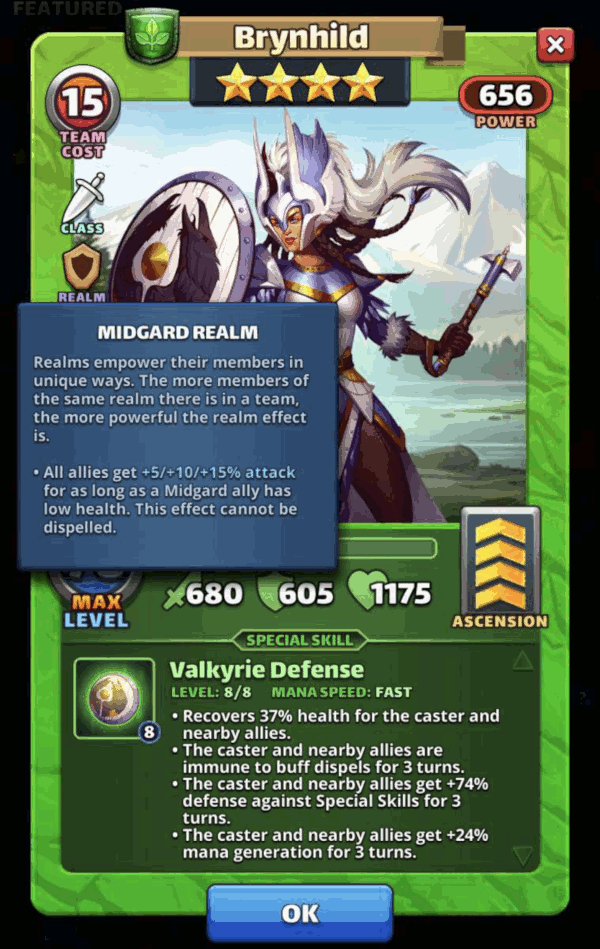 FEATURED
Brynhild
15
TEAM
COST
656
POWER
CLASS
REALM
MIDGARD REALM
Realms empower their members in
unique ways. The more members of
the same realm there is in a team,
the more powerful the realm effect
is.
• All allies get +5/+10/+15% attack
for as long as a Midgard ally has
low health. This effect cannot be
dispelled.
MAX
LEVEL
680
605
1175
ASCENSION
SPECIAL SKILL
Valkyrie Defense
LEVEL: 8/8 MANA SPEED: FAST
8
• Recovers 37% health for the caster and
nearby allies.
• The caster and nearby allies are
immune to buff dispels for 3 turns.
• The caster and nearby allies get +74%
defense against Special Skills for 3
turns.
• The caster and nearby allies get +24%
mana generation for 3 turns.
OK